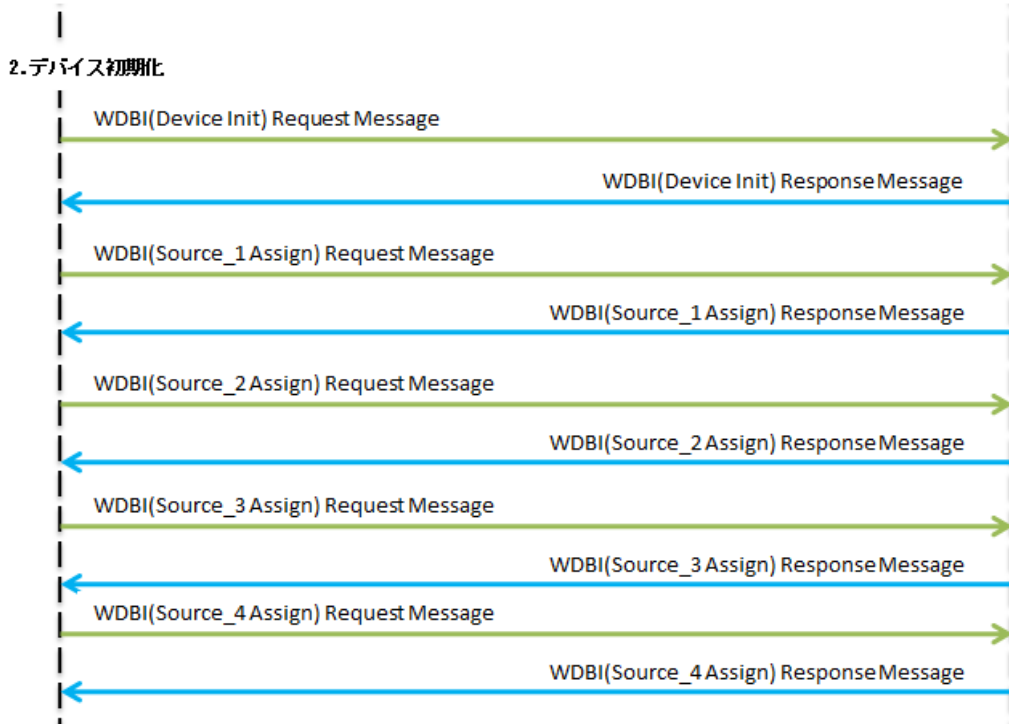 2.デバイス初期化
WDBI(Device Init) Request Message
WDBI(Device Init) Response Message
WDBI(Source_1 Assign) Request Message
WDBI(Source_1 Assign) Response Message
WDBI(Source_2 Assign) Request Message
WDBI(Source_2 Assign) Response Message
WDBI(Source_3 Assign) Request Message
WDBI(Source_3 Assign) Response Message
WDBI(Source_4 Assign) Request Message
WDBI(Source_4 Assign) Response Message